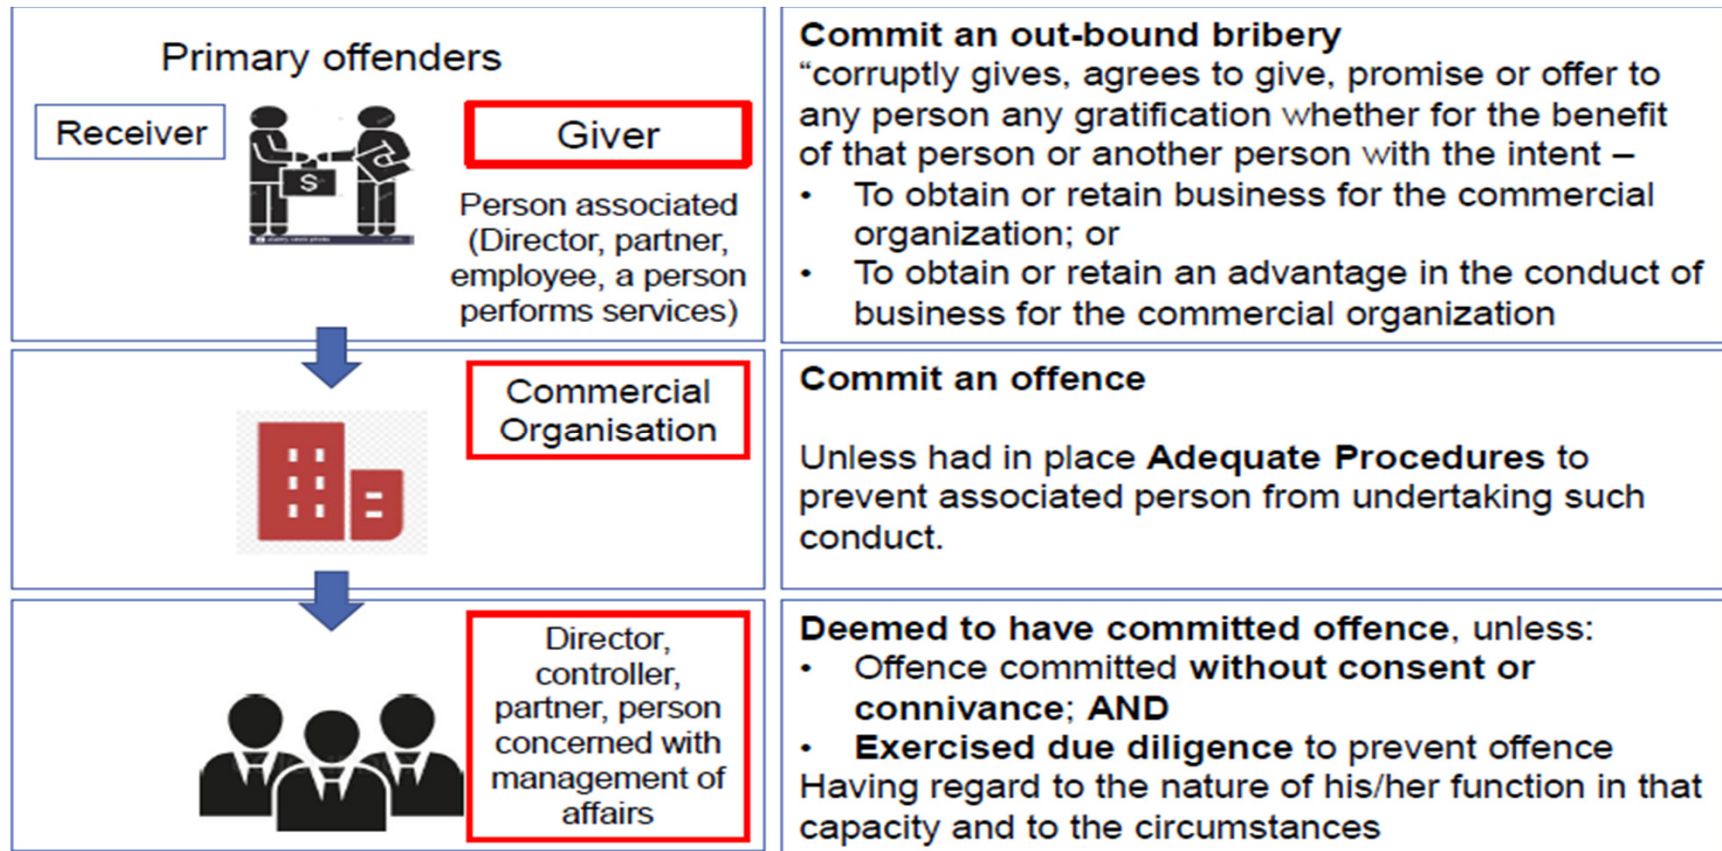 Primary offenders
Receiver
Giver
$
Person associated
(Director, partner,
employee, a person
performs services)
Commit an out-bound bribery
“corruptly gives, agrees to give, promise or offer to
any person any gratification whether for the benefit
of that person or another person with the intent –
• To obtain or retain business for the commercial
organization; or
• To obtain or retain an advantage in the conduct of
business for the commercial organization
Commercial
Organisation
Commit an offence
Unless had in place Adequate Procedures to
prevent associated person from undertaking such
conduct.
Director,
controller,
partner, person
concerned with
management of
affairs
Deemed to have committed offence, unless:
• Offence committed without consent or
connivance; AND
• Exercised due diligence to prevent offence
Having regard to the nature of his/her function in that
capacity and to the circumstances